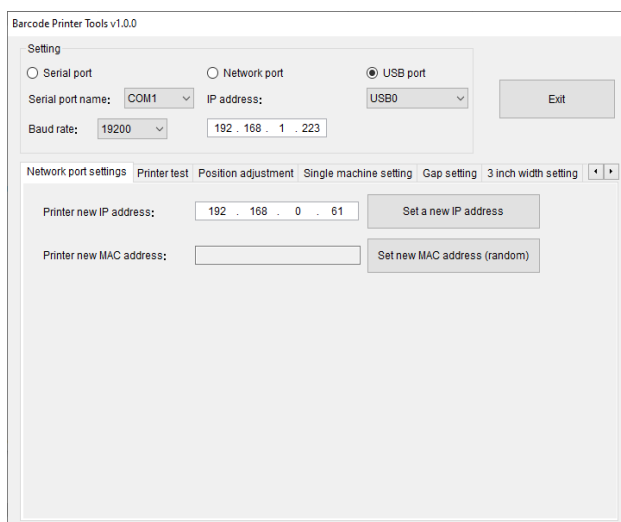 Barcode Printer Tools v1.0.0
Setting
Serial port Network port USB port
Serial port name: COM1 IP address: USB0 Exit
Baud rate: 19200 192 . 168 . 1 . 223
Network port settings Printer test Position adjustment Single machine setting Gap setting 3 inch width setting
Printer new IP address: 192 . 168 . 0 . 61 Set a new IP address
Printer new MAC address: Set new MAC address (random)